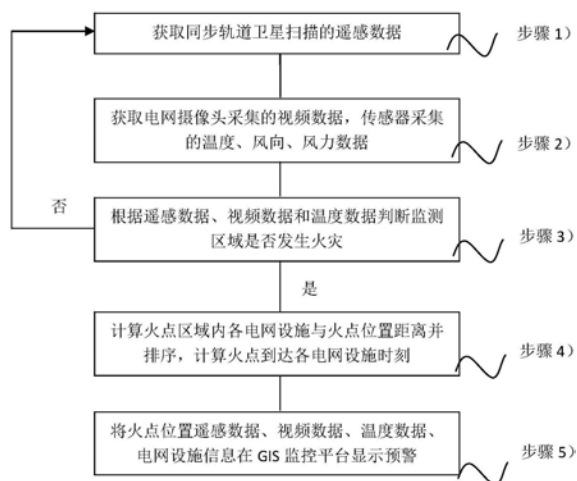 获取同步轨道卫星扫描的遥感数据
步骤 1）
获取电网摄像头采集的视频数据，传感器采集
的温度、风向、风力数据
步骤 2）
否
根据遥感数据、视频数据和温度数据判断监测
区域是否发生火灾
步骤 3）
是
计算火点区域内各电网设施与火点位置距离并
排序，计算火点到达各电网设施时刻
步骤 4）
将火点位置遥感数据、视频数据、温度数据、
电网设施信息在 GIS 监控平台显示预警
步骤 5）